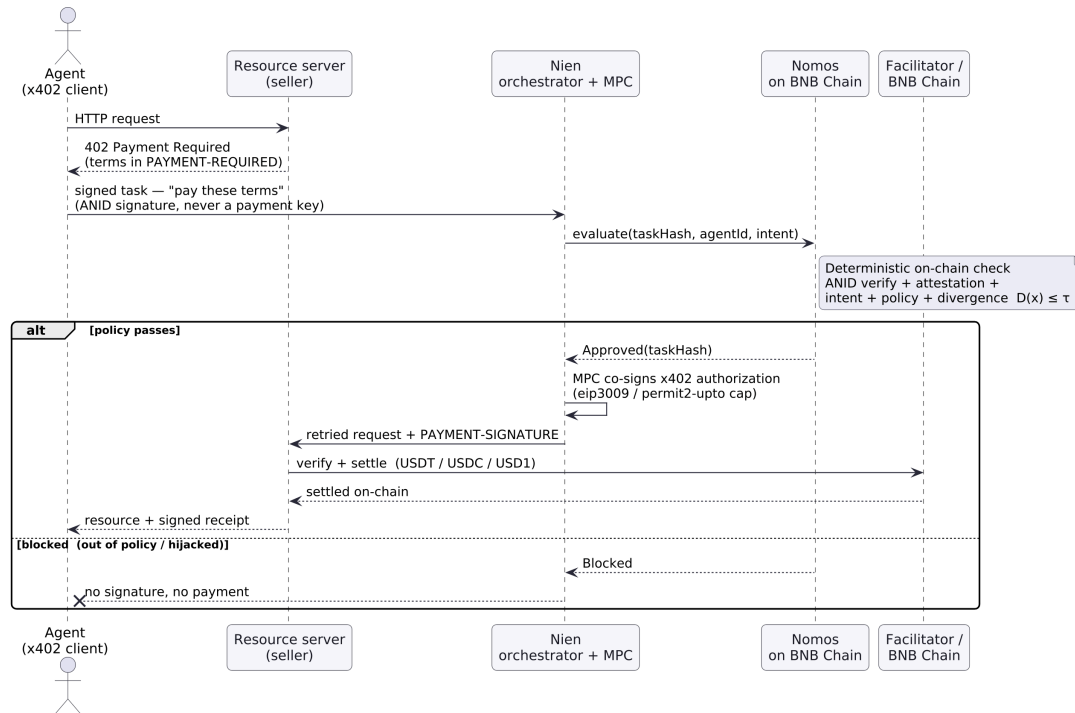 Agent
(x402 client)
Resource server
(seller)
Nien
orchestrator + MPC
Nomos
on BNB Chain
Facilitator /
BNB Chain
HTTP request
402 Payment Required
(terms in PAYMENT-REQUIRED)
signed task — "pay these terms"
(ANID signature, never a payment key)
evaluate(taskHash, agentId, intent)
Deterministic on-chain check
ANID verify + attestation +
intent + policy + divergence  D(x) ≤ τ
alt
[policy passes]
Approved(taskHash)
MPC co-signs x402 authorization
(eip3009 / permit2-upto cap)
retried request + PAYMENT-SIGNATURE
verify + settle  (USDT / USDC / USD1)
settled on-chain
resource + signed receipt
[blocked  (out of policy / hijacked)]
Blocked
no signature, no payment
Agent
(x402 client)
Resource server
(seller)
Nien
orchestrator + MPC
Nomos
on BNB Chain
Facilitator /
BNB Chain